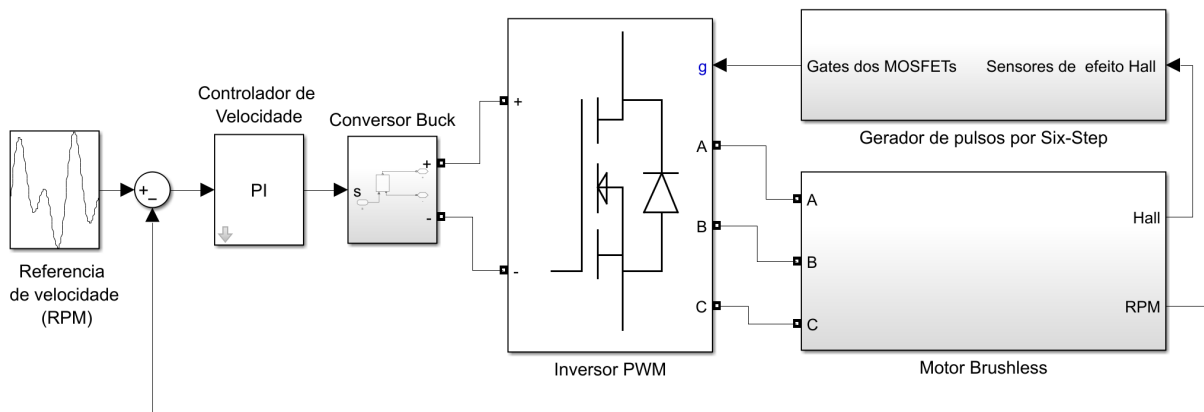 Referencia
de velocidade
(RPM)
+
−
Controlador de
Velocidade
PI
Conversor Buck
s
+
-
+
-
g
A
B
C
Inversor PWM
Gates dos MOSFETs
Sensores de efeito Hall
Gerador de pulsos por Six-Step
A
B
C
Hall
RPM
Motor Brushless